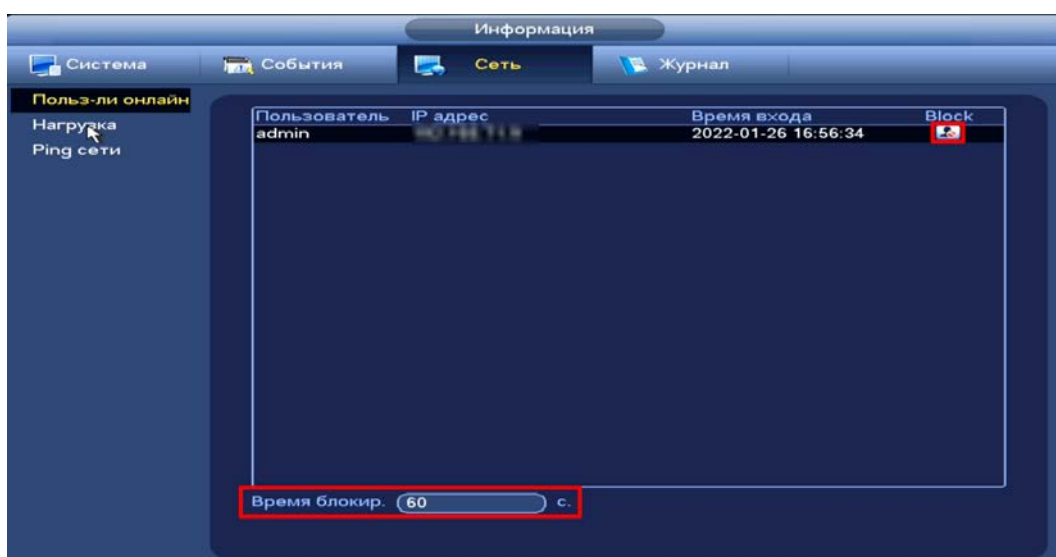 Информация
Система События Сеть Журнал
Польз-ли онлайн
Нагрузка
Ping сети
Пользователь IP адрес Время входа Block
admin 2022-01-26 16:56:34
Время блокир. 60 с.